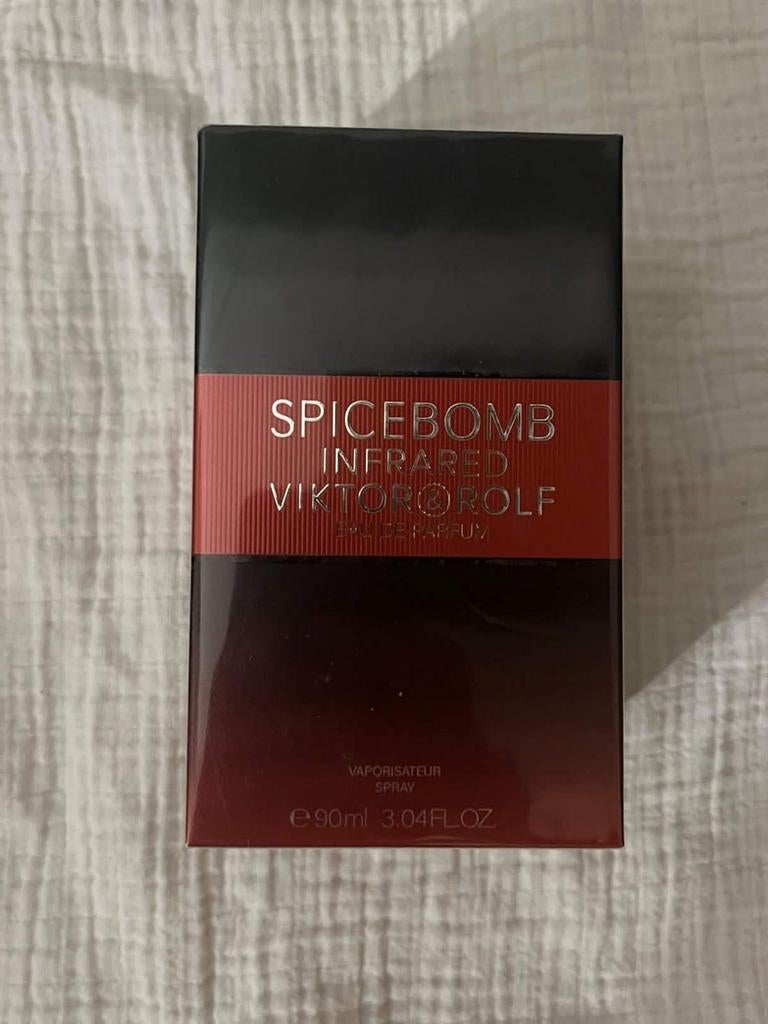 SPICEBOMB
INFRARED
VIKTOR&ROLF
EAU DE PARFUM
VAPORISATEUR
SPRAY
℮90ml 3.04FL.OZ